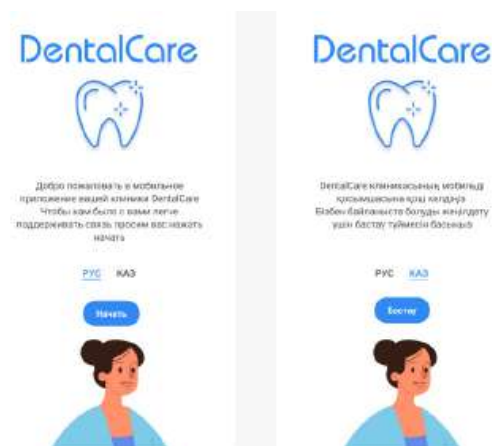 DentalCare
Добро пожаловать в мобильное
приложение вашей клиники DentalCare
Чтобы нам было с вами легче
поддерживать связь просим вас нажать
начать
РУС КАЗ
Начать
DentalCare
DentalCare клиникасының мобильді
қосымшасына қош келдіңіз
Бізбен байланыста болуды жеңілдету
үшін бастау түймесін басыңыз
РУС КАЗ
Бастау